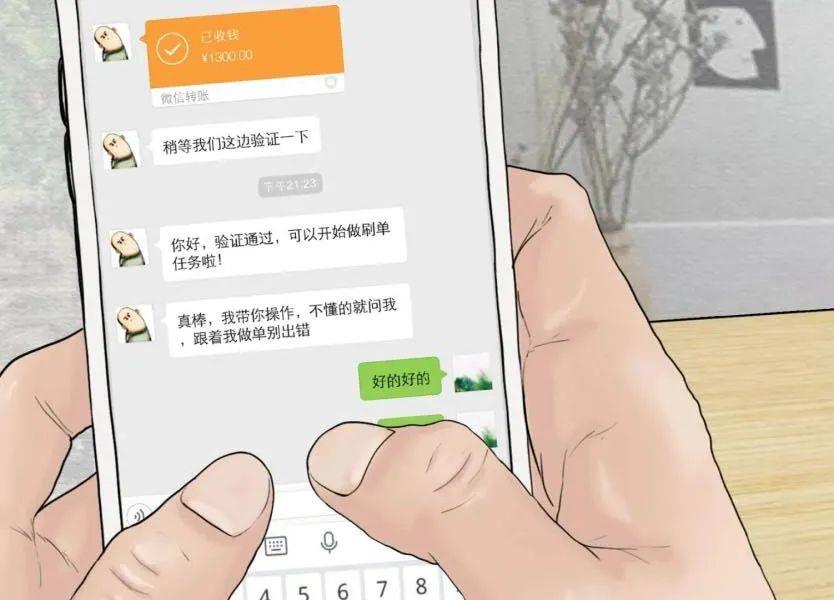 已收钱
¥1300.00
微信转账
稍等我们这边验证一下
下午21:23
你好，验证通过，可以开始做刷单
任务啦！
真棒，我带你操作，不懂的就问我
，跟着我做单别出错
好的好的
4 5 6 7 8